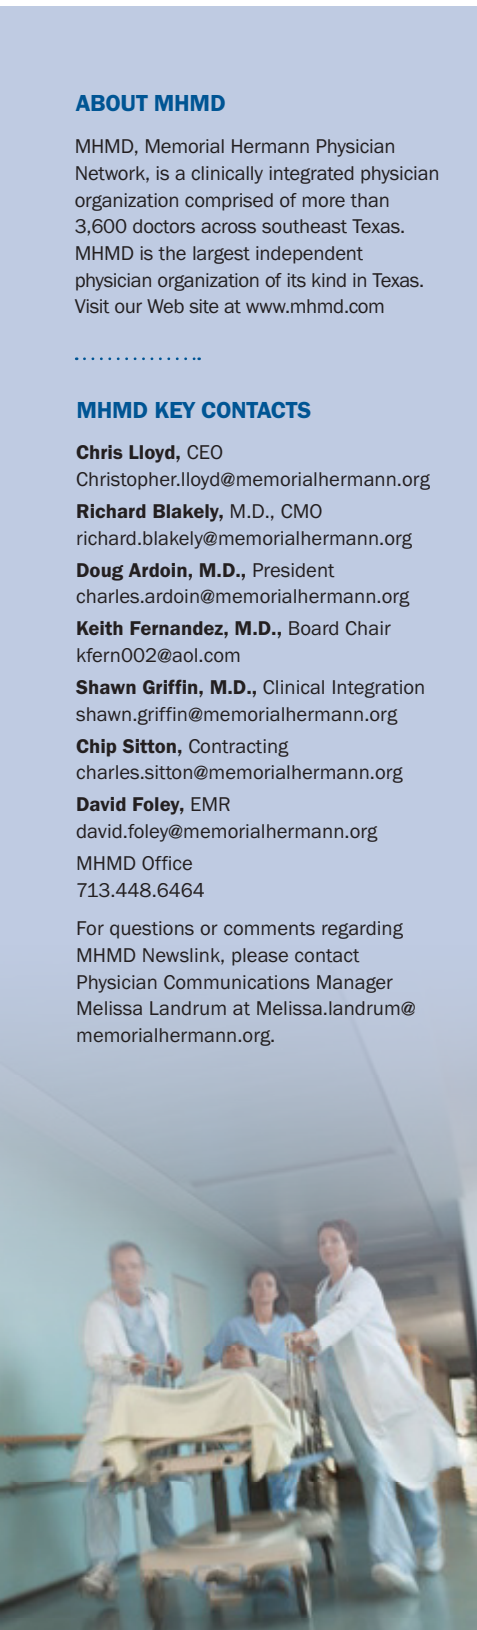 ABOUT MHMD
MHMD, Memorial Hermann Physician
Network, is a clinically integrated physician
organization comprised of more than
3,600 doctors across southeast Texas.
MHMD is the largest independent
physician organization of its kind in Texas.
Visit our Web site at www.mhmd.com
MHMD KEY CONTACTS
Chris Lloyd, CEO
Christopher.lloyd@memorialhermann.org
Richard Blakely, M.D., CMO
richard.blakely@memorialhermann.org
Doug Ardoin, M.D., President
charles.ardoin@memorialhermann.org
Keith Fernandez, M.D., Board Chair
kfern002@aol.com
Shawn Griffin, M.D., Clinical Integration
shawn.griffin@memorialhermann.org
Chip Sitton, Contracting
charles.sitton@memorialhermann.org
David Foley, EMR
david.foley@memorialhermann.org
MHMD Office
713.448.6464
For questions or comments regarding
MHMD Newslink, please contact
Physician Communications Manager
Melissa Landrum at Melissa.landrum@
memorialhermann.org.